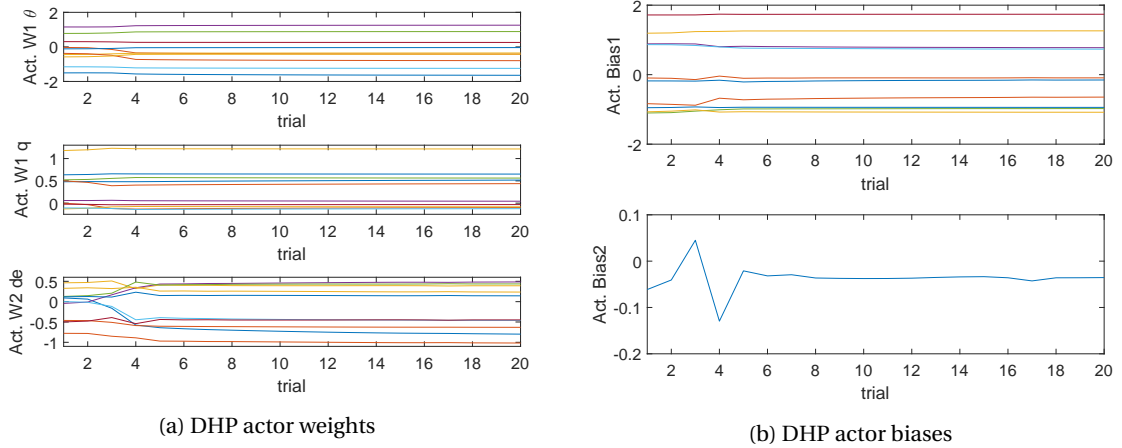 Act. W1 θ
2
0
-2
2 4 6 8 10 12 14 16 18 20
trial
Act. W1 q
1
0.5
0
2 4 6 8 10 12 14 16 18 20
trial
Act. W2 de
0.5
0
-0.5
-1
2 4 6 8 10 12 14 16 18 20
trial
(a) DHP actor weights
Act. Bias1
2
0
-2
2 4 6 8 10 12 14 16 18 20
trial
Act. Bias2
0.1
0
-0.1
-0.2
2 4 6 8 10 12 14 16 18 20
trial
(b) DHP actor biases